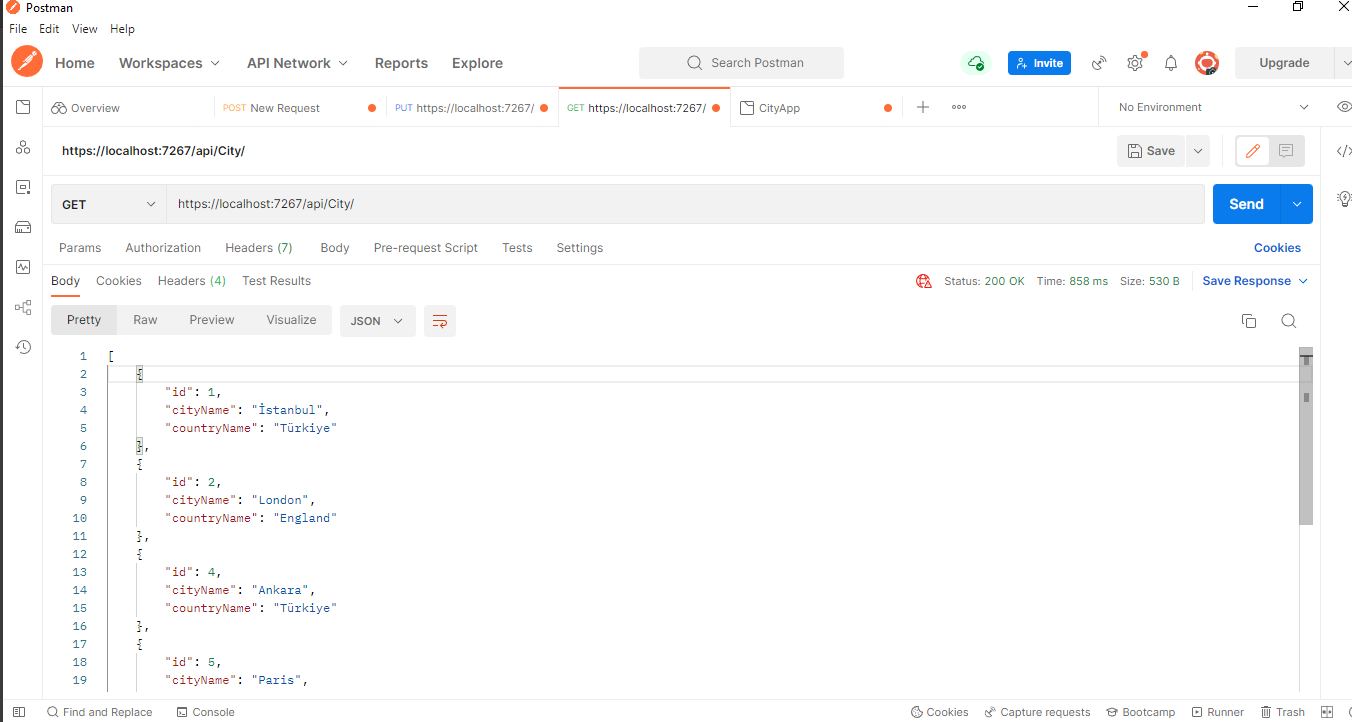 Postman
File Edit View Help
Home Workspaces API Network Reports Explore Search Postman Invite Upgrade
Overview POST New Request PUT https://localhost:7267/ GET https://localhost:7267/ CityApp No Environment
https://localhost:7267/api/City/ Save
GET https://localhost:7267/api/City/ Send
Params Authorization Headers (7) Body Pre-request Script Tests Settings Cookies
Body Cookies Headers (4) Test Results Status: 200 OK Time: 858 ms Size: 530 B Save Response
Pretty Raw Preview Visualize JSON
1 [
2 {
3 "id": 1,
4 "cityName": "İstanbul",
5 "countryName": "Türkiye"
6 },
7 {
8 "id": 2,
9 "cityName": "London",
10 "countryName": "England"
11 },
12 {
13 "id": 4,
14 "cityName": "Ankara",
15 "countryName": "Türkiye"
16 },
17 {
18 "id": 5,
19 "cityName": "Paris",
Find and Replace Console Cookies Capture requests Bootcamp Runner Trash